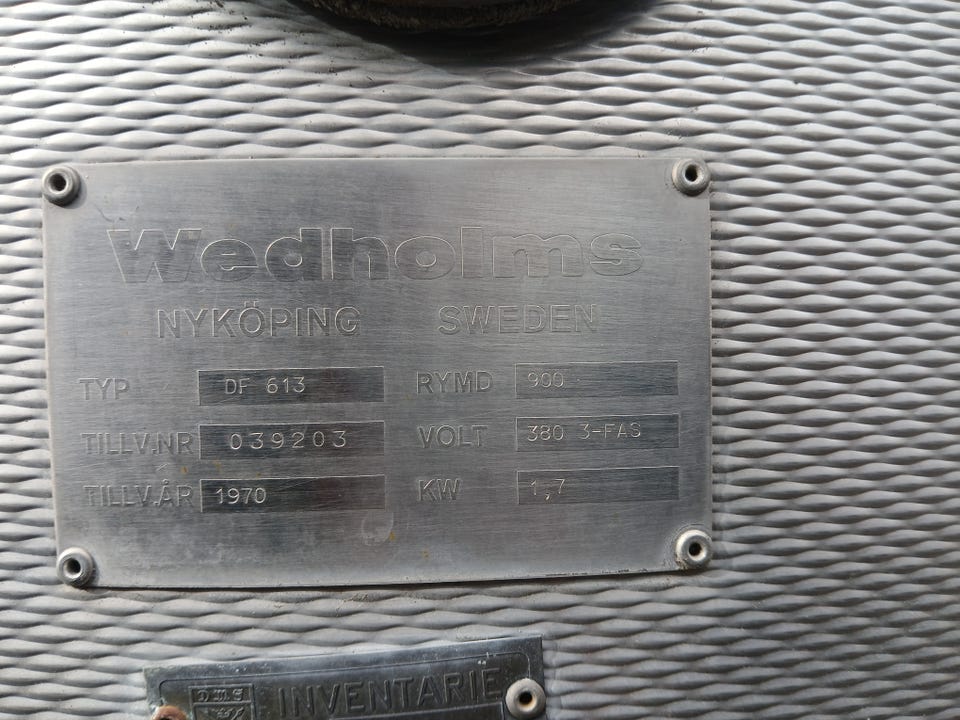 Wedholms
NYKÖPING SWEDEN
TYP DF 613 RYMD 900
TILLV.NR 039203 VOLT 380 3-FAS
TILLV.ÅR 1970 KW 1,7
DMS INVENTARIE